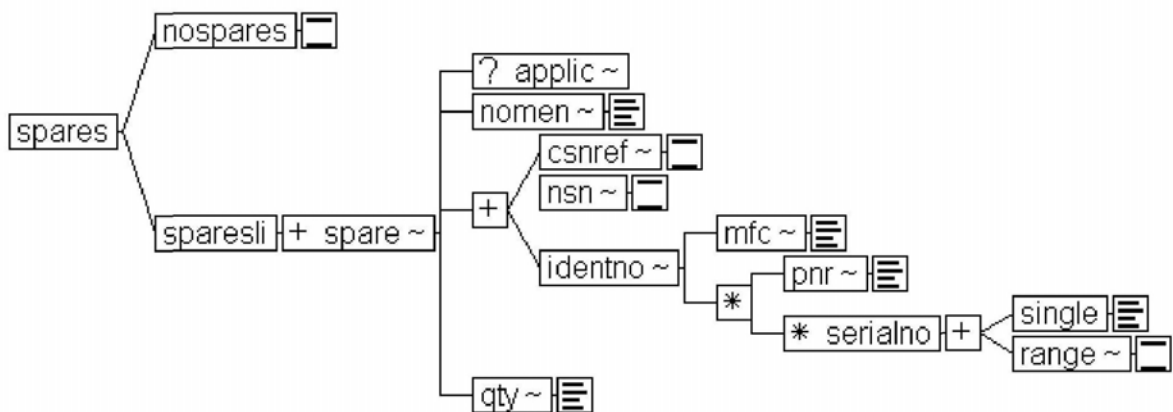 nospares
? applic ~
nomen ~
spares
csnref ~
+
nsn ~
sparesli + spare ~
mfc ~
identno ~
pnr ~
*
* serialno +
single
range ~
qty ~